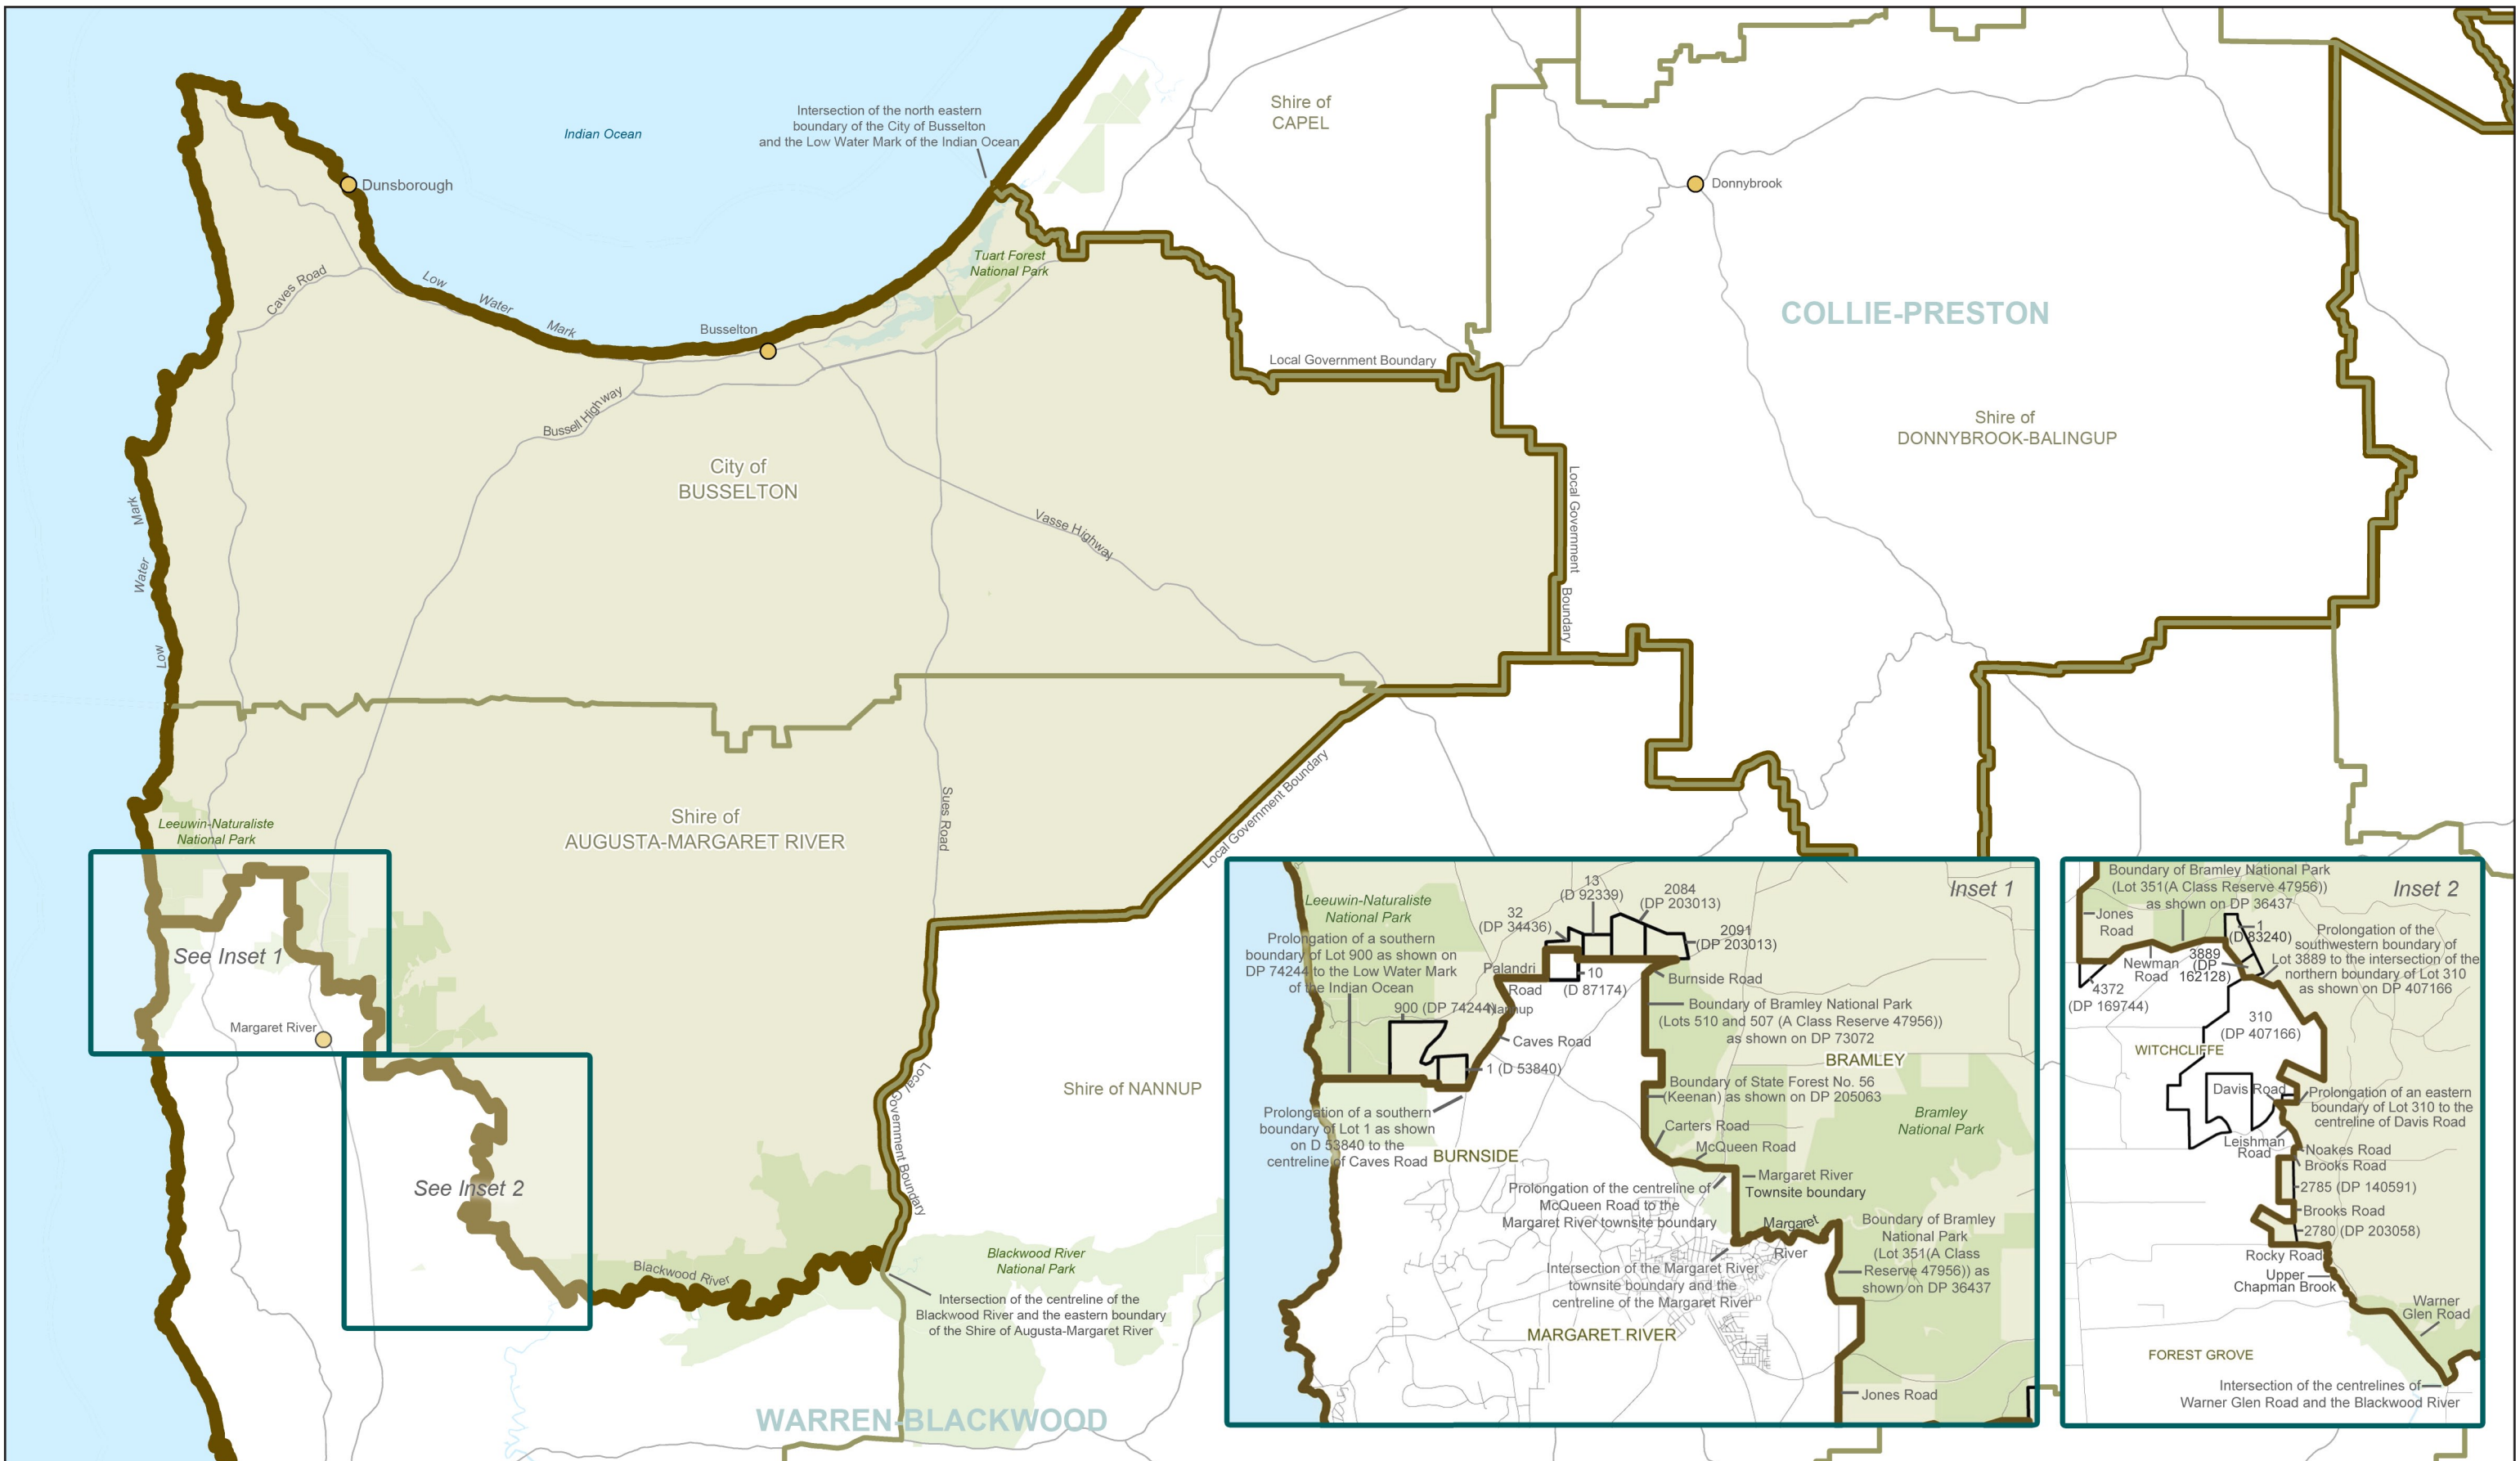 Indian Ocean
Intersection of the north eastern
boundary of the City of Busselton
and the Low Water Mark of the Indian Ocean
Shire of
CAPEL
Dunsborough
Donnybrook
Tuart Forest
National Park
Caves Road
Low
Water
Mark
Busselton
COLLIE-PRESTON
Local Government Boundary
Bussell Highway
Shire of
DONNYBROOK-BALINGUP
City of
BUSSELTON
Local Government
Boundary
Vasse Highway
Mark
Water
Low
Sues Road
Local Government Boundary
Leeuwin-Naturaliste
National Park
Shire of
AUGUSTA-MARGARET RIVER
See Inset 1
Margaret River
Shire of NANNUP
Local
Government Boundary
See Inset 2
Blackwood River
Blackwood River
National Park
Intersection of the centreline of the
Blackwood River and the eastern boundary
of the Shire of Augusta-Margaret River
WARREN-BLACKWOOD
Inset 1
Leeuwin-Naturaliste
National Park
13
(D 92339)
2084
(DP 203013)
32
(DP 34436)
2091
(DP 203013)
Prolongation of a southern
boundary of Lot 900 as shown on
DP 74244 to the Low Water Mark
of the Indian Ocean
Palandri
Road
10
(D 87174)
Burnside Road
900 (DP 74244)
Nannup
Boundary of Bramley National Park
(Lots 510 and 507 (A Class Reserve 47956))
as shown on DP 73072
Caves Road
BRAMLEY
1 (D 53840)
Boundary of State Forest No. 56
(Keenan) as shown on DP 205063
Prolongation of a southern
boundary of Lot 1 as shown
on D 53840 to the
centreline of Caves Road
Bramley
National Park
Carters Road
McQueen Road
BURNSIDE
Margaret River
Townsite boundary
Prolongation of the centreline of
McQueen Road to the
Margaret River townsite boundary
Margaret
River
Boundary of Bramley
National Park
(Lot 351(A Class
Reserve 47956)) as
shown on DP 36437
Intersection of the Margaret River
townsite boundary and the
centreline of the Margaret River
MARGARET RIVER
Jones Road
Boundary of Bramley National Park
(Lot 351(A Class Reserve 47956))
as shown on DP 36437
Inset 2
Jones
Road
1
(D 83240)
Prolongation of the
southwestern boundary of
Lot 3889 to the intersection of the
northern boundary of Lot 310
as shown on DP 407166
Newman
Road
3889
(DP
162128)
4372
(DP 169744)
310
(DP 407166)
WITCHCLIFFE
Davis Road
Prolongation of an eastern
boundary of Lot 310 to the
centreline of Davis Road
Leishman
Road
Noakes Road
Brooks Road
2785 (DP 140591)
Brooks Road
2780 (DP 203058)
Rocky Road
Upper
Chapman Brook
Warner
Glen Road
FOREST GROVE
Intersection of the centrelines of
Warner Glen Road and the Blackwood River